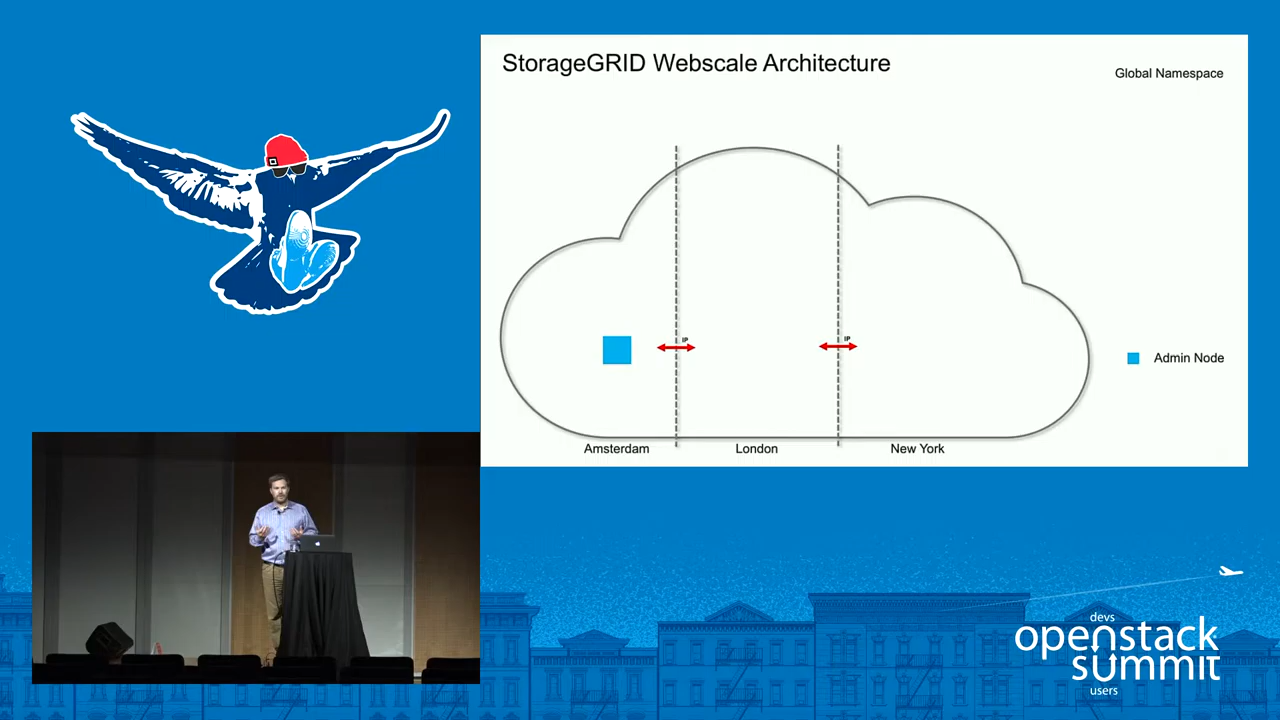 StorageGRID Webscale Architecture
Global Namespace
IP
IP
Admin Node
Amsterdam
London
New York
devs
openstack
summit
users